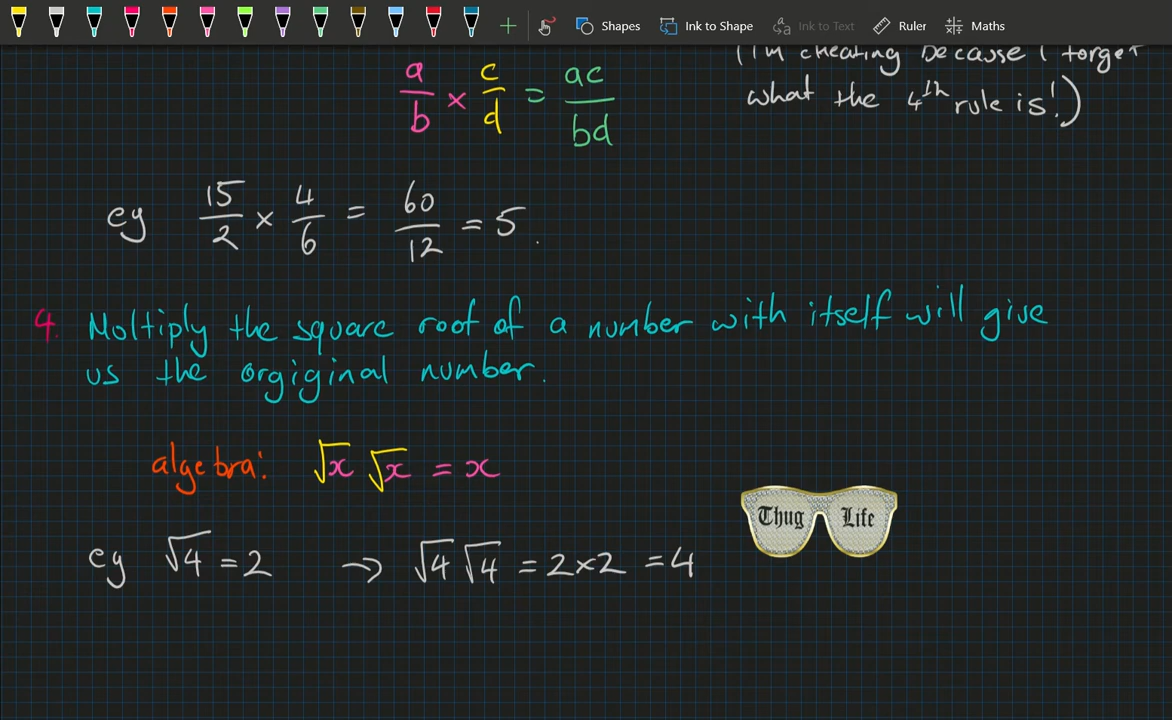 Shapes Ink to Shape Ink to Text Ruler Maths
(I'm cheating because I forget
what the 4th rule is!)
a/b × c/d = ac/bd
eg 15/2 × 4/6 = 60/12 = 5.
4. Moltiply the square root of a number with itself will give
us the orgiginal number.
algebra: √x √x = x
Thug Life
eg √4 = 2 → √4 √4 = 2×2 = 4